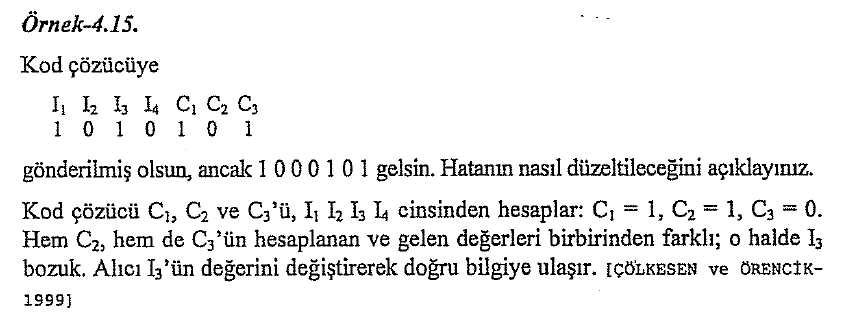 Örnek-4.15.
Kod çözücüye
I₁ I₂ I₃ I₄ C₁ C₂ C₃
1 0 1 0 1 0 1
gönderilmiş olsun, ancak 1 0 0 0 1 0 1 gelsin. Hatanın nasıl düzeltileceğini açıklayınız.
Kod çözücü C₁, C₂ ve C₃'ü, I₁ I₂ I₃ I₄ cinsinden hesaplar: C₁ = 1, C₂ = 1, C₃ = 0.
Hem C₂, hem de C₃'ün hesaplanan ve gelen değerleri birbirinden farklı; o halde I₃
bozuk. Alıcı I₃'ün değerini değiştirerek doğru bilgiye ulaşır. [ÇÖLKESEN ve ÖRENCİK-
1999]